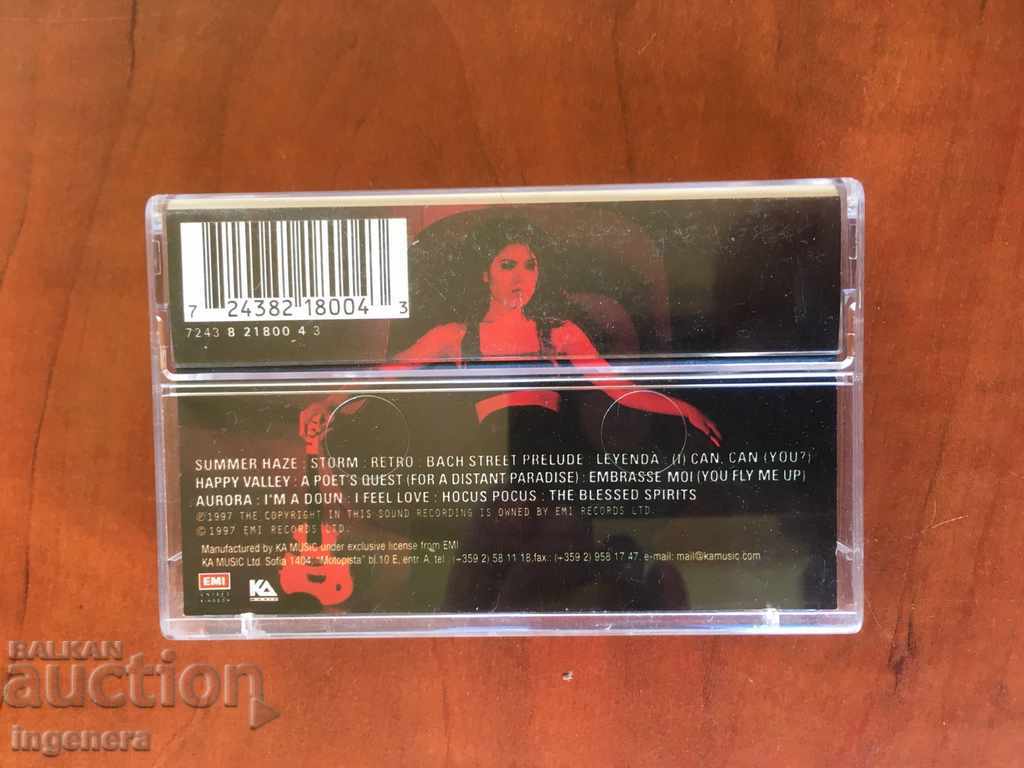 7 24382 18004 3
7243 8 21800 4 3
SUMMER HAZE : STORM : RETRO : BACH STREET PRELUDE : LEYENDA : (I) CAN, CAN (YOU?)
HAPPY VALLEY : A POET'S QUEST (FOR A DISTANT PARADISE) : EMBRASSE MOI (YOU FLY ME UP)
AURORA : I'M A DOUN : I FEEL LOVE : HOCUS POCUS : THE BLESSED SPIRITS
℗1997 THE COPYRIGHT IN THIS SOUND RECORDING IS OWNED BY EMI RECORDS LTD.
©1997 EMI RECORDS LTD.
Manufactured by KA MUSIC under exclusive license from EMI
KA MUSIC Ltd. Sofia 1404, "Motopista" bl.10 E, entr A, tel.: (+359 2) 58 11 18,fax.: (+359 2) 958 17 47, e-mail: mail@kamusic.com
EMI
UNITED
KINGDOM
KA
MUSIC
BALKAN
auction
ingenera